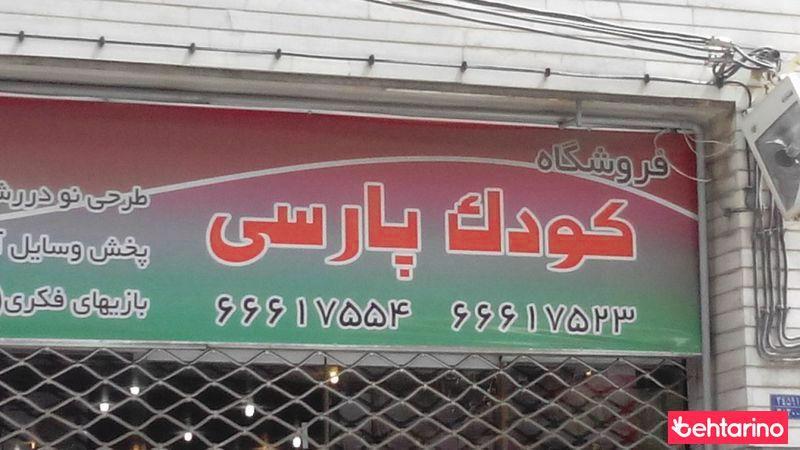 فروشگاه
کودک پارسی
۶۶۶۱۷۵۵۴ ۶۶۶۱۷۵۲۳
طرحی نو در
پخش وسایل
بازیهای فکری(
behtarino